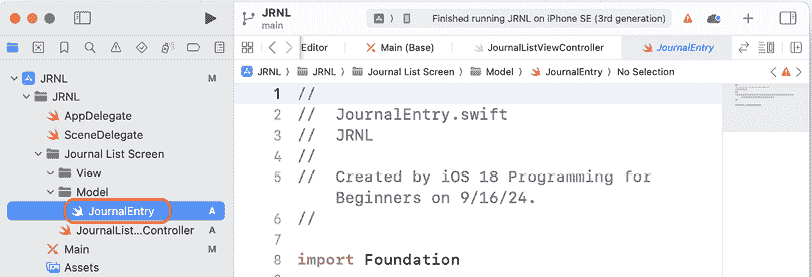 JRNL
main
Finished running JRNL on iPhone SE (3rd generation)
Editor
Main (Base)
JournalListViewController
JournalEntry
JRNL
JRNL
Journal List Screen
Model
JournalEntry
No Selection
JRNL M
JRNL
AppDelegate
SceneDelegate
Journal List Screen
View
Model
JournalEntry A
JournalList...Controller A
Main M
Assets
1 //
2 //  JournalEntry.swift
3 //  JRNL
4 //
5 //  Created by iOS 18 Programming for
Beginners on 9/16/24.
6 //
7
8 import Foundation